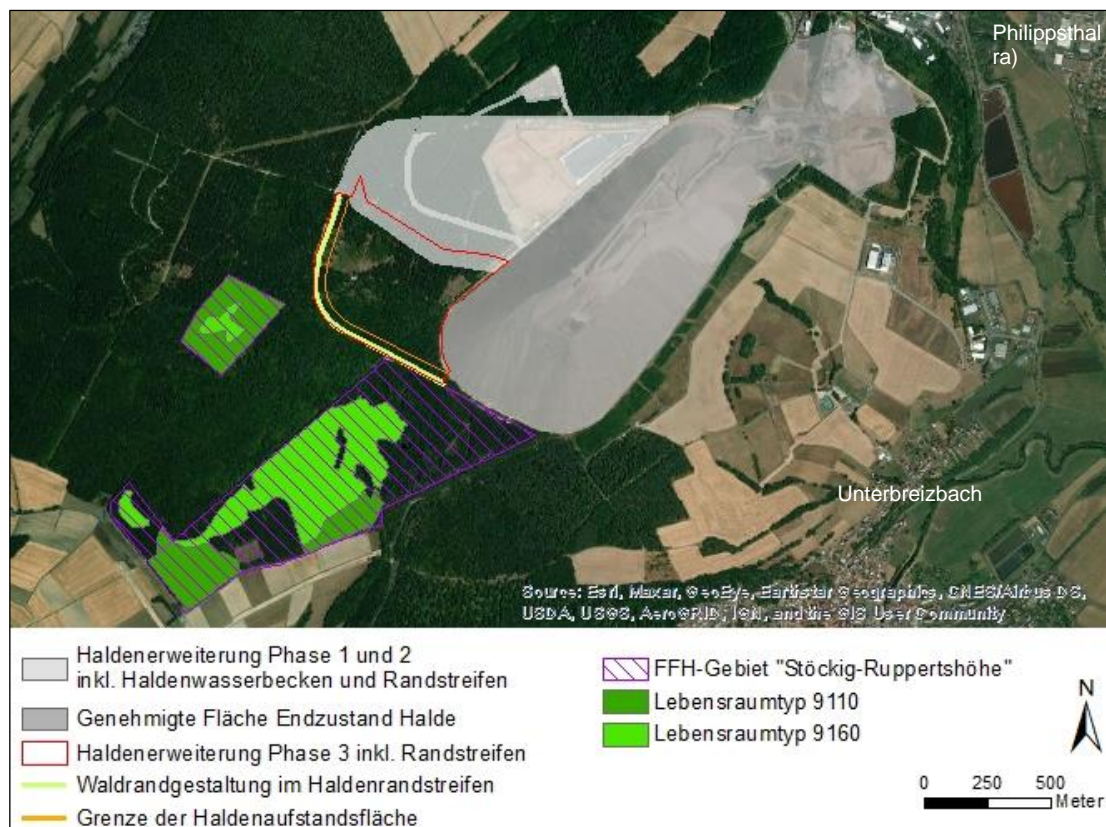 Philippsthal
ra)
Unterbreizbach
Source: Esri, Maxar, GeoEye, Earthstar Geographics, CNES/Airbus DS,
USDA, USGS, AeroGRID, IGN, and the GIS User Community
Haldenerweiterung Phase 1 und 2
inkl. Haldenwasserbecken und Randstreifen
Genehmigte Fläche Endzustand Halde
Haldenerweiterung Phase 3 inkl. Randstreifen
Waldrandgestaltung im Haldenrandstreifen
Grenze der Haldenaufstandsfläche
FFH-Gebiet "Stöckig-Ruppertshöhe"
Lebensraumtyp 9110
Lebensraumtyp 9160
N
0 250 500
Meter